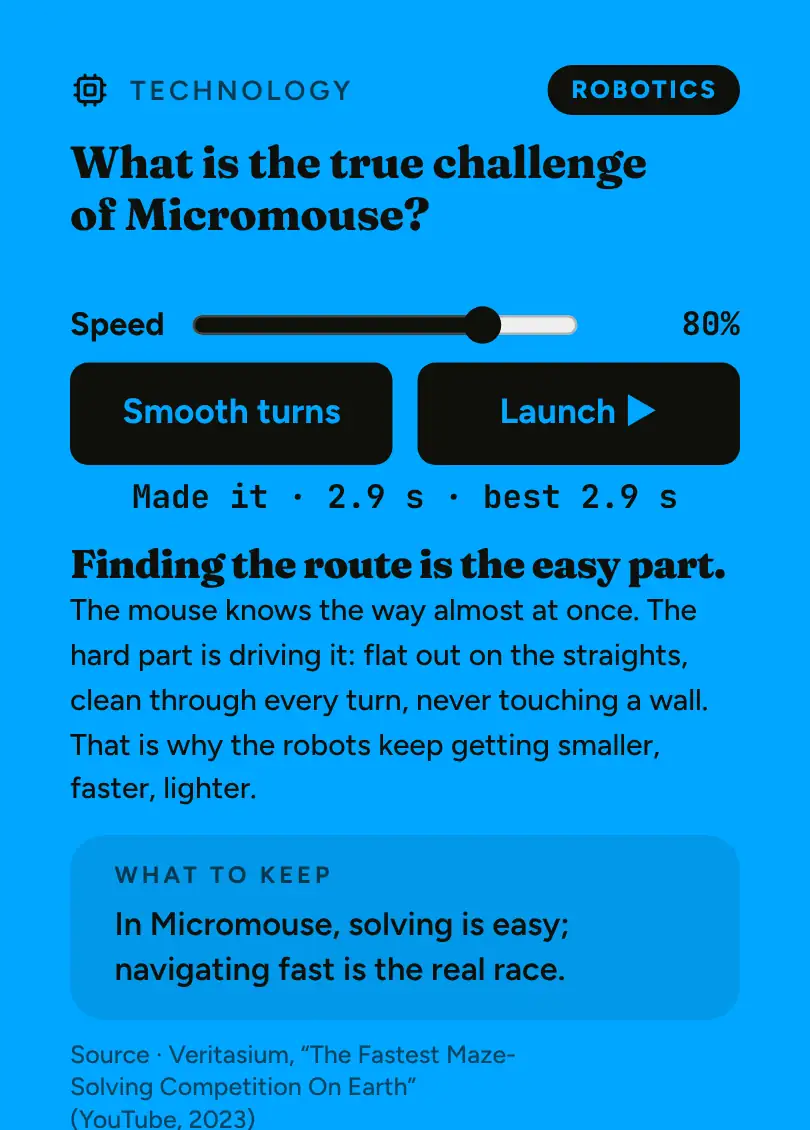 TECHNOLOGY
ROBOTICS
What is the true challenge
of Micromouse?
Speed
80%
Smooth turns
Launch ▶
Made it · 2.9 s · best 2.9 s
Finding the route is the easy part.
The mouse knows the way almost at once. The
hard part is driving it: flat out on the straights,
clean through every turn, never touching a wall.
That is why the robots keep getting smaller,
faster, lighter.
WHAT TO KEEP
In Micromouse, solving is easy;
navigating fast is the real race.
Source · Veritasium, “The Fastest Maze-
Solving Competition On Earth”
(YouTube, 2023)